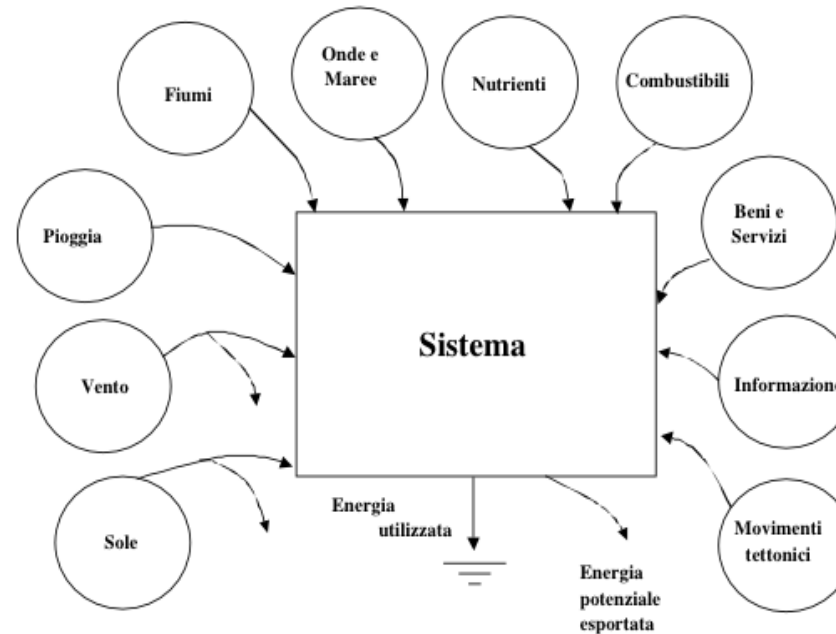 Onde e
Maree
Fiumi
Nutrienti
Combustibili
Pioggia
Beni e
Servizi
Sistema
Vento
Informazione
Sole
Energia
utilizzata
Movimenti
tettonici
Energia
potenziale
esportata